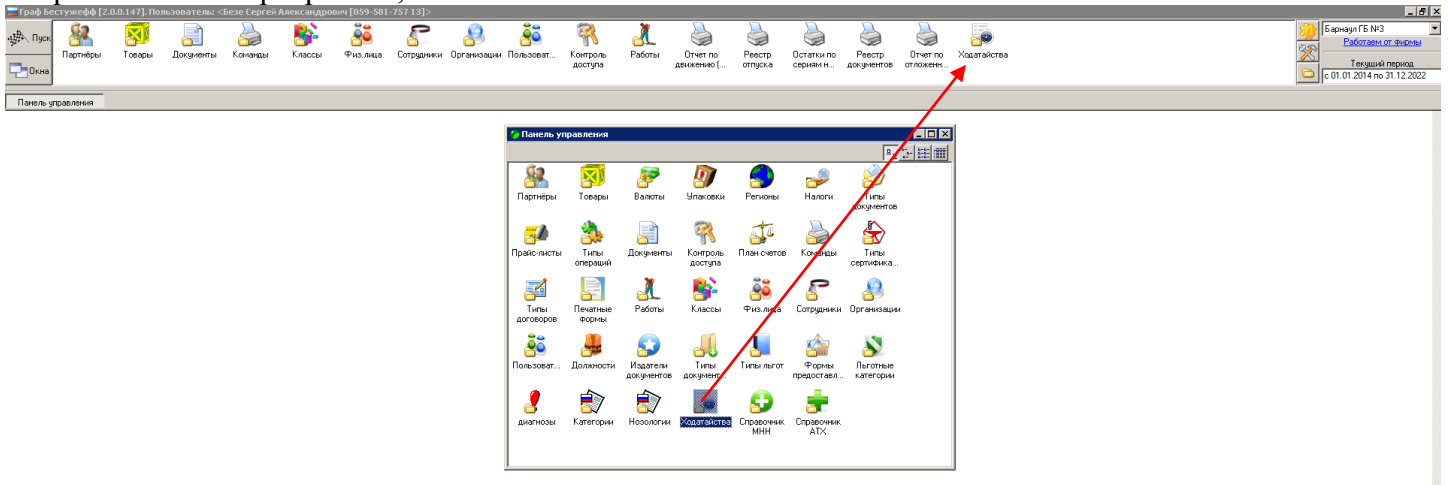 Граф Бестужефф [2.0.0.147]. Пользователь: <Безе Сергей Александрович [059-581-757 13]>
Пуск
Окна
Партнёры Товары Документы Команды Классы Физ.лица Сотрудники Организации Пользоват... Контроль доступа Работы Отчет по движению (... Реестр отпуска Остатки по сериям н... Реестр документов Отчет по отложенн... Ходатайства
Барнаул ГБ №3
Работаем от фирмы
Текущий период
с 01.01.2014 по 31.12.2022
Панель управления
Панель управления
Партнёры Товары Валюты Упаковки Регионы Налоги Типы документов
Прайс-листы Типы операций Документы Контроль доступа План счетов Команды Типы сертифика...
Типы договоров Печатные формы Работы Классы Физ.лица Сотрудники Организации
Пользоват... Должности Издатели документов Типы документ... Типы льгот Формы предоставл... Льготные категории
диагнозы Категории Нозологии Ходатайства Справочник МНН Справочник АТХ